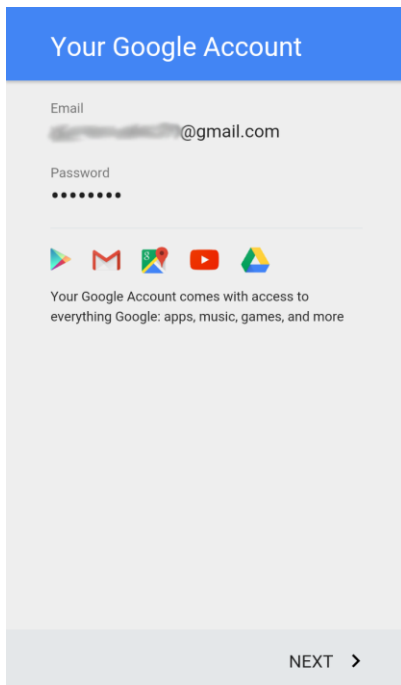 Your Google Account
Email
@gmail.com
Password
••••••••
Your Google Account comes with access to
everything Google: apps, music, games, and more
NEXT